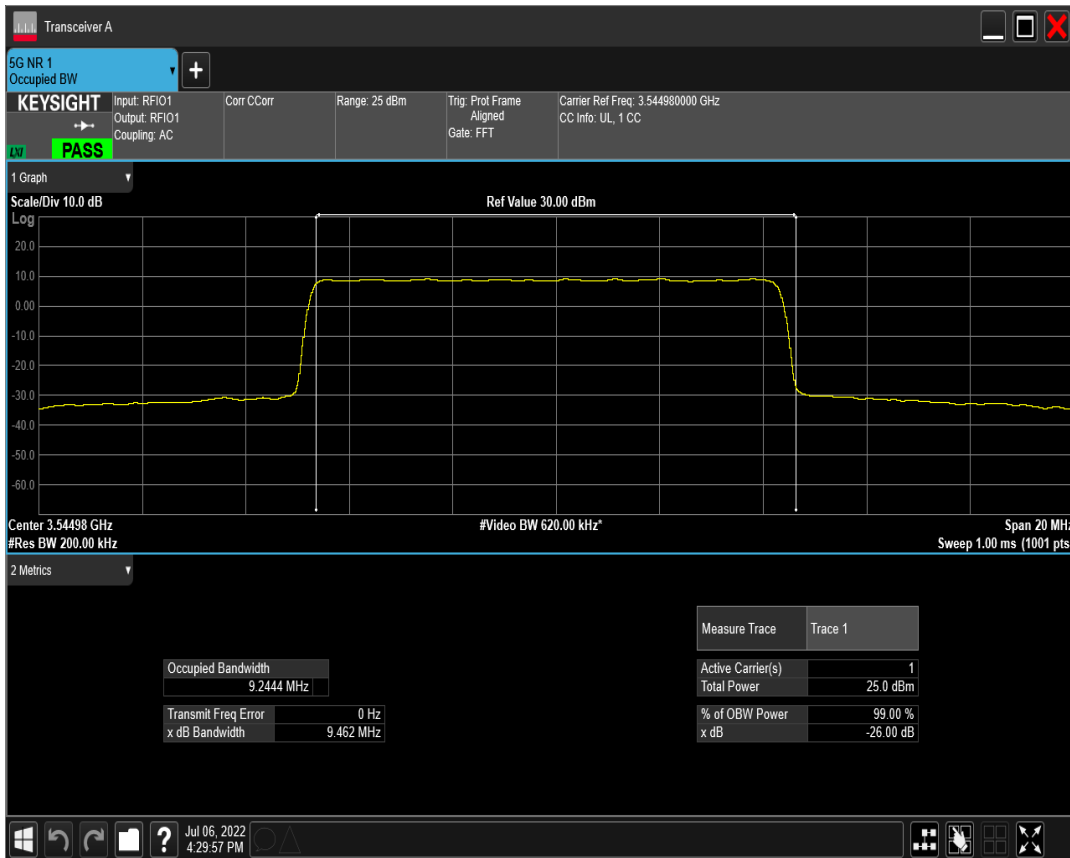 Transceiver A
5G NR 1
Occupied BW
+
KEYSIGHT
Input: RFIO1
Output: RFIO1
Coupling: AC
Corr CCorr
Range: 25 dBm
Trig: Prot Frame
Aligned
Gate: FFT
Carrier Ref Freq: 3.544980000 GHz
CC Info: UL, 1 CC
LXI
PASS
1 Graph
Scale/Div 10.0 dB
Ref Value 30.00 dBm
Log
20.0
10.0
0.00
-10.0
-20.0
-30.0
-40.0
-50.0
-60.0
Center 3.54498 GHz
#Video BW 620.00 kHz*
Span 20 MHz
#Res BW 200.00 kHz
Sweep 1.00 ms (1001 pts
2 Metrics
Measure Trace Trace 1
Occupied Bandwidth
9.2444 MHz
Active Carrier(s) 1
Total Power 25.0 dBm
Transmit Freq Error 0 Hz
x dB Bandwidth 9.462 MHz
% of OBW Power 99.00 %
x dB -26.00 dB
?
Jul 06, 2022
4:29:57 PM